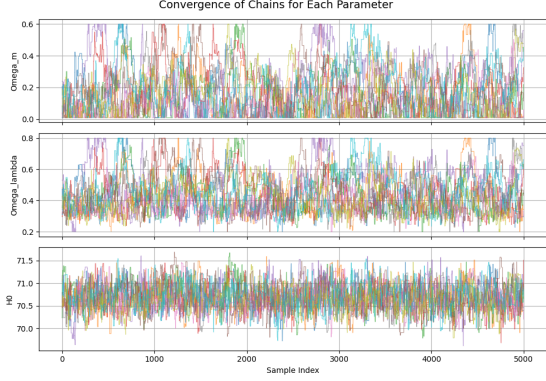 Convergence of Chains for Each Parameter
0.6
0.4
0.2
0.0
Omega_m
0.8
0.6
0.4
0.2
Omega_lambda
71.5
71.0
70.5
70.0
H0
0 1000 2000 3000 4000 5000
Sample Index